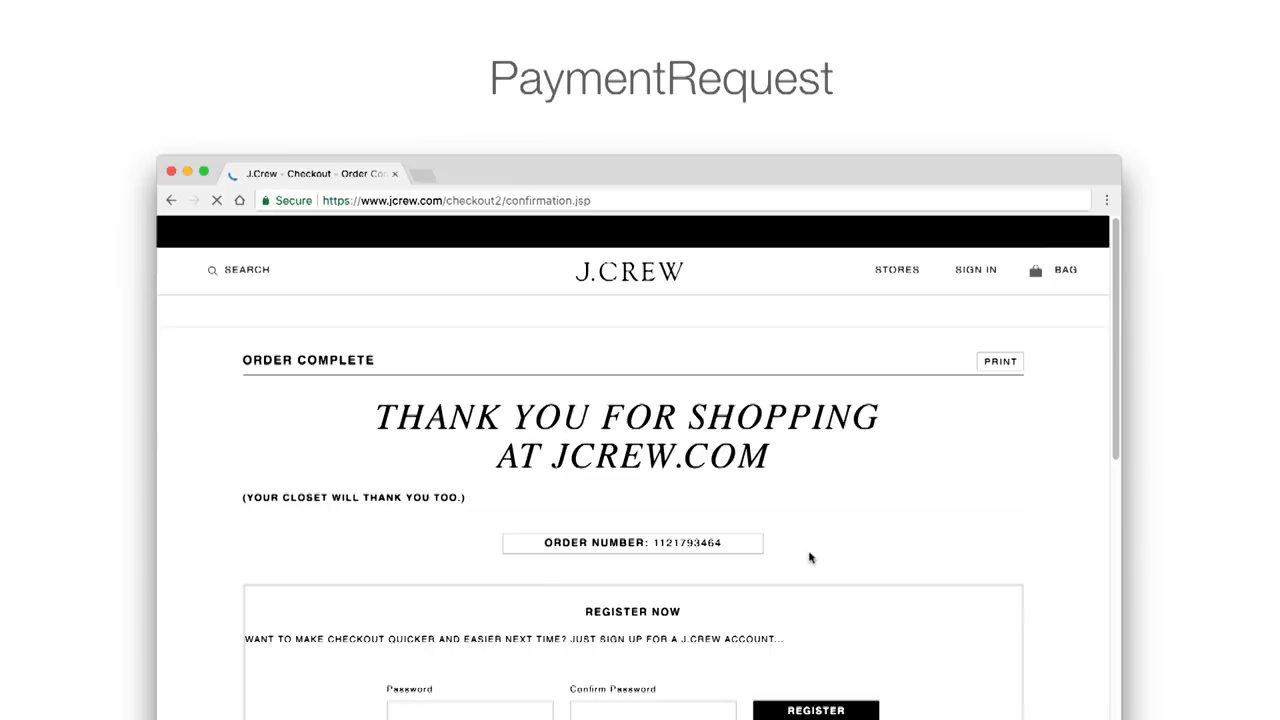 PaymentRequest
J.Crew - Checkout - Order Con
Secure https://www.jcrew.com/checkout2/confirmation.jsp
SEARCH J.CREW STORES SIGN IN BAG
ORDER COMPLETE PRINT
THANK YOU FOR SHOPPING
AT JCREW.COM
(YOUR CLOSET WILL THANK YOU TOO.)
ORDER NUMBER: 1121793464
REGISTER NOW
WANT TO MAKE CHECKOUT QUICKER AND EASIER NEXT TIME? JUST SIGN UP FOR A J.CREW ACCOUNT...
Password Confirm Password
REGISTER